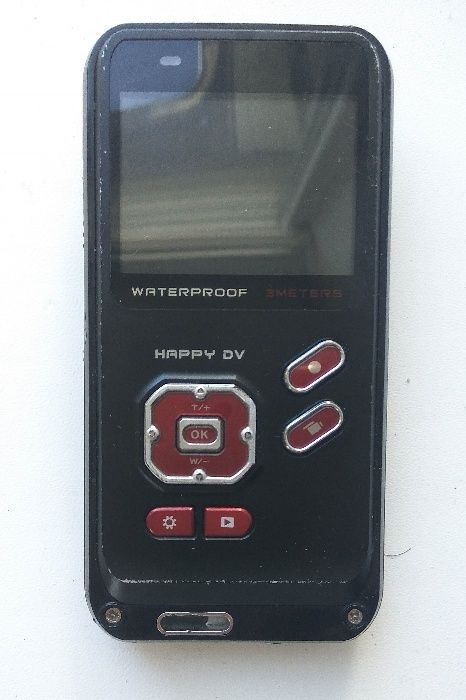 WATERPROOF 3METERS
HAPPY DV
T/+
OK
W/-